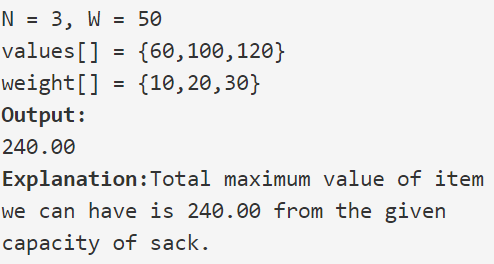 N = 3, W = 50
values[] = {60,100,120}
weight[] = {10,20,30}
Output:
240.00
Explanation:Total maximum value of item
we can have is 240.00 from the given
capacity of sack.